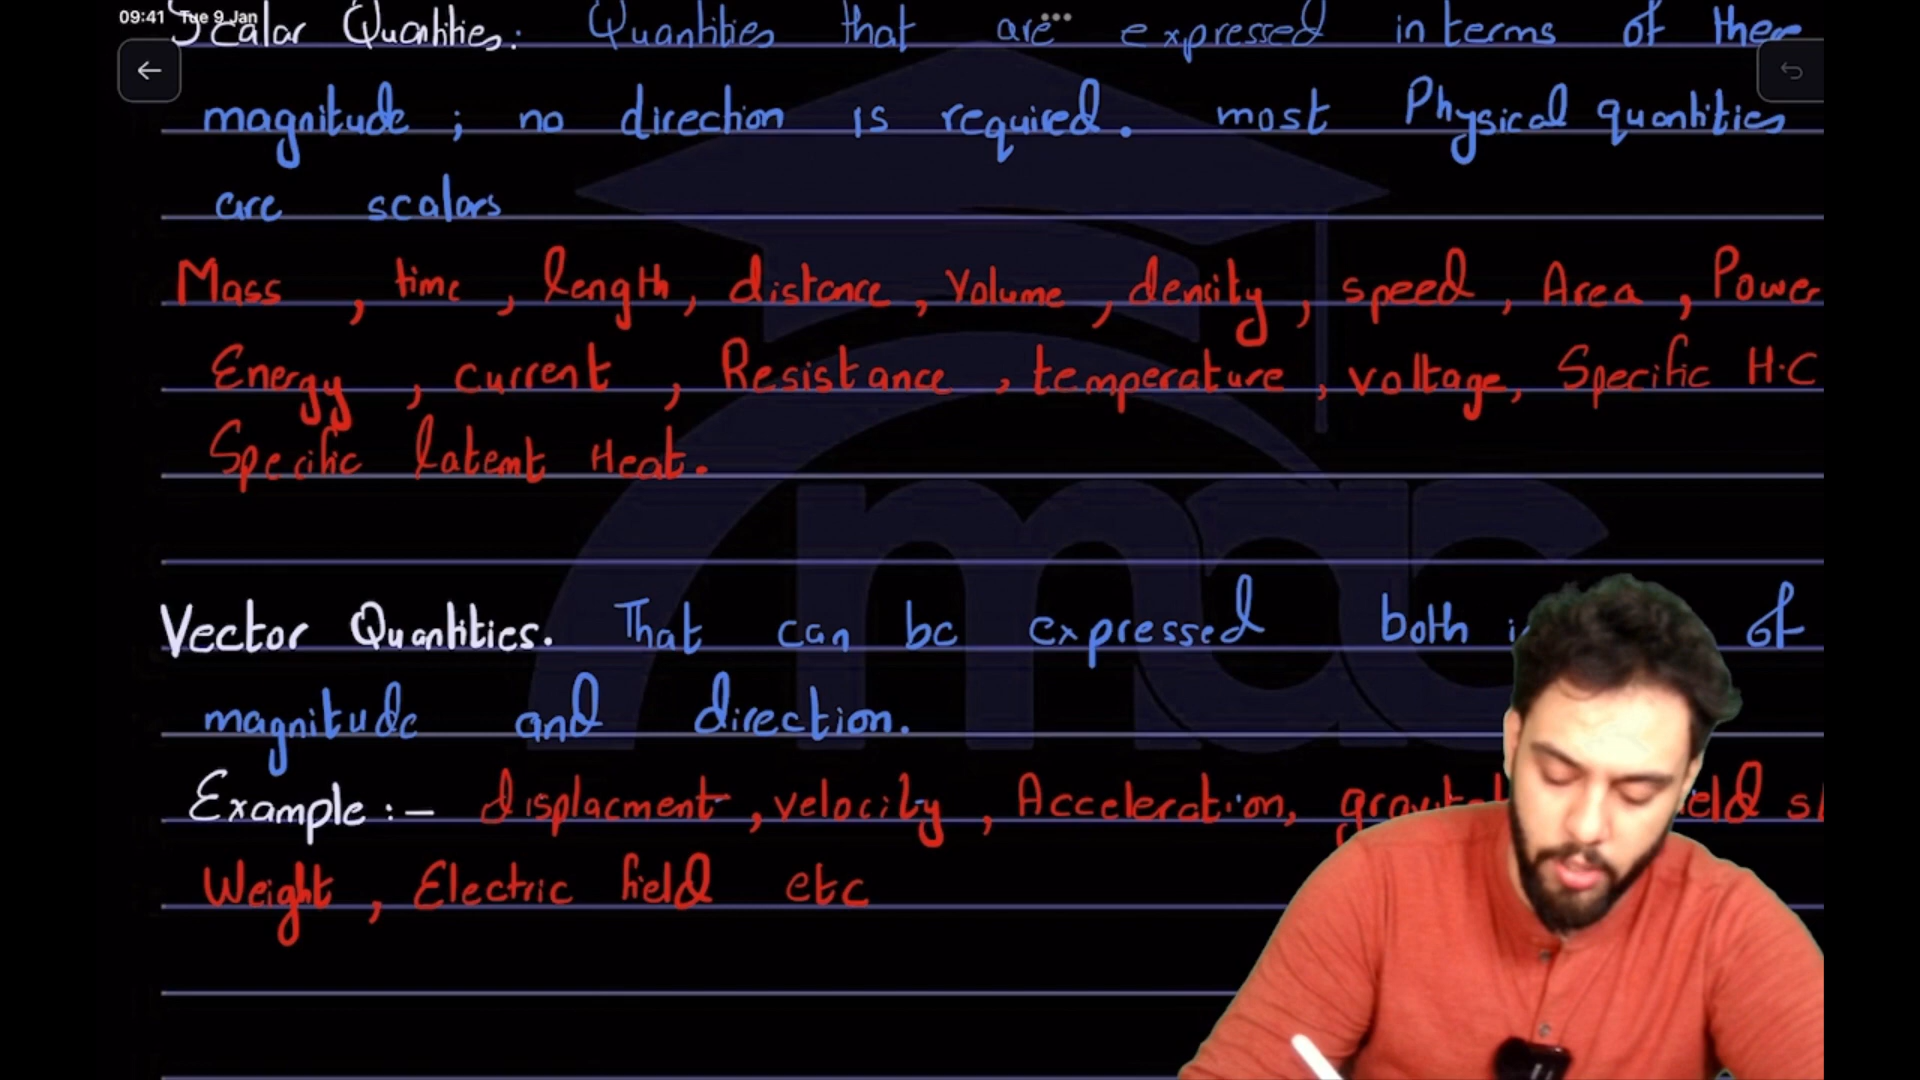 09:41 Tue 9 Jan
Scalar Quantities: Quantities that are expressed in terms of there
magnitude ; no direction is required. most Physical quantities
are scalars
Mass , time , length, distance , Volume , density , speed , Area , Power
Energy , current , Resistance , temperature , voltage, Specific H.C
Specific latent Heat.
Vector Quantities. That can be expressed both of
magnitude and direction.
Example :- displacment , velocity , Acceleration,
Weight , Electric field etc
mac